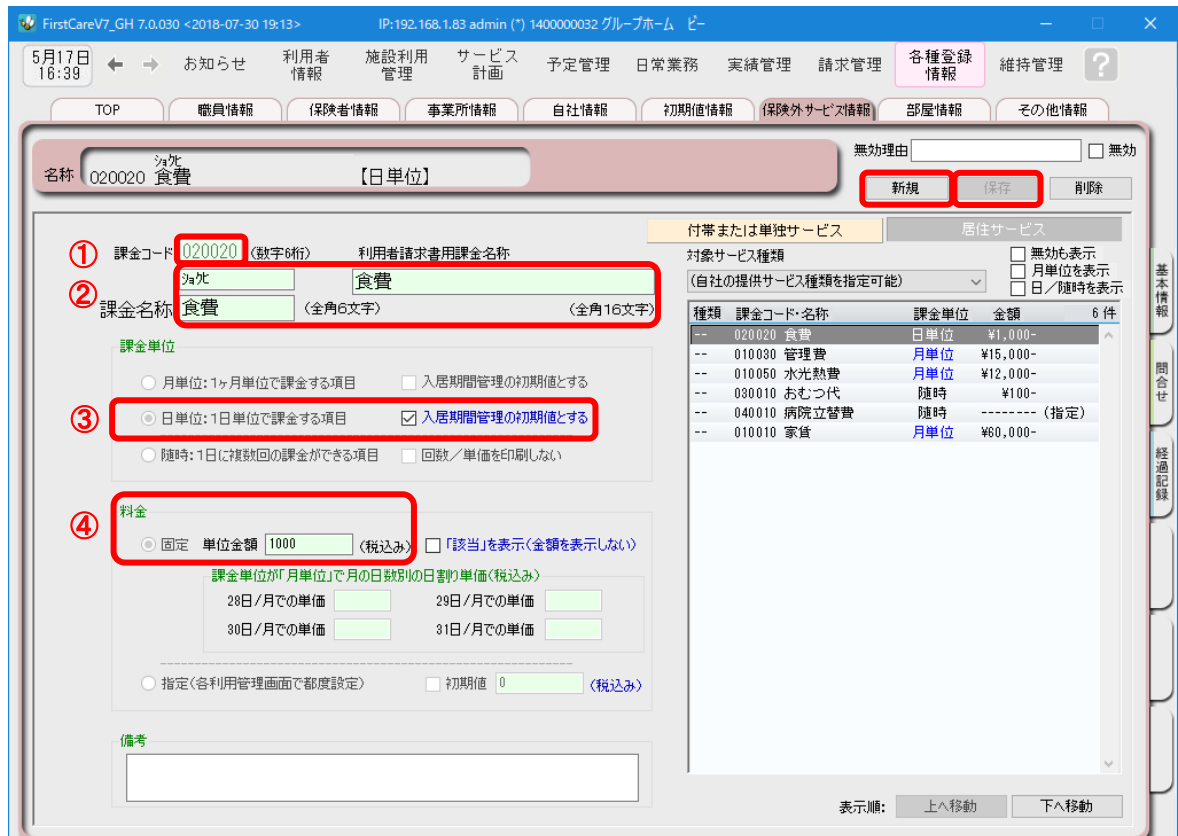 FirstCareV7_GH 7.0.030 <2018-07-30 19:13> IP:192.168.1.83 admin (*) 1400000032 グループホーム ビー
5月17日 16:39 ← → お知らせ 利用者情報 施設利用管理 サービス計画 予定管理 日常業務 実績管理 請求管理 各種登録情報 維持管理 ?
TOP 職員情報 保険者情報 事業所情報 自社情報 初期値情報 保険外サービス情報 部屋情報 その他情報
無効理由 無効
ｼｮｸﾋ
名称 020020 食費 【日単位】
新規 保存 削除
付帯または単独サービス 居住サービス
① 課金コード 020020 (数字6桁) 利用者請求書用課金名称
対象サービス種類 無効も表示
ｼｮｸﾋ 食費
(自社の提供サービス種類を指定可能) 月単位を表示
日／随時を表示
② 課金名称 食費 (全角6文字) (全角16文字)
種類 課金コード・名称 課金単位 金額 6 件
-- 020020 食費 日単位 ¥1,000-
-- 010030 管理費 月単位 ¥15,000-
-- 010050 水光熱費 月単位 ¥12,000-
-- 030010 おむつ代 随時 ¥100-
-- 040010 病院立替費 随時 -------- (指定)
-- 010010 家賃 月単位 ¥60,000-
課金単位
月単位：1ヶ月単位で課金する項目 入居期間管理の初期値とする
③ 日単位：1日単位で課金する項目 入居期間管理の初期値とする
随時：1日に複数回の課金ができる項目 回数／単価を印刷しない
料金
④ 固定 単位金額 1000 (税込み) 「該当」を表示(金額を表示しない)
課金単位が「月単位」で月の日数別の日割り単価(税込み)
28日/月での単価 29日/月での単価
30日/月での単価 31日/月での単価
指定(各利用管理画面で都度設定) 初期値 0 (税込み)
備考
表示順： 上へ移動 下へ移動
基本情報
問合せ
経過記録